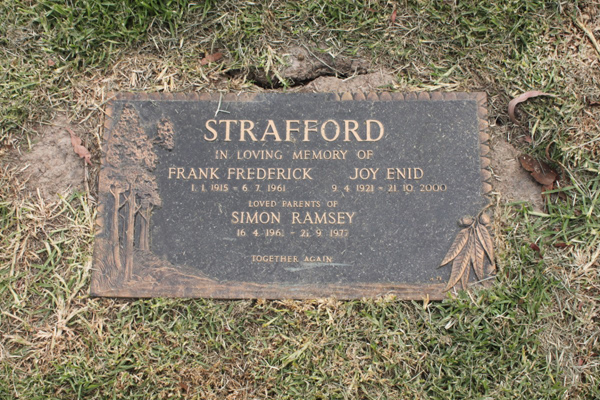 STRAFFORD
IN LOVING MEMORY OF
FRANK FREDERICK JOY ENID
1. 1. 1915 - 6. 7. 1961 9. 4. 1921 - 21. 10. 2000
LOVED PARENTS OF
SIMON RAMSEY
16. 4. 1961 - 21. 9. 1977
TOGETHER AGAIN